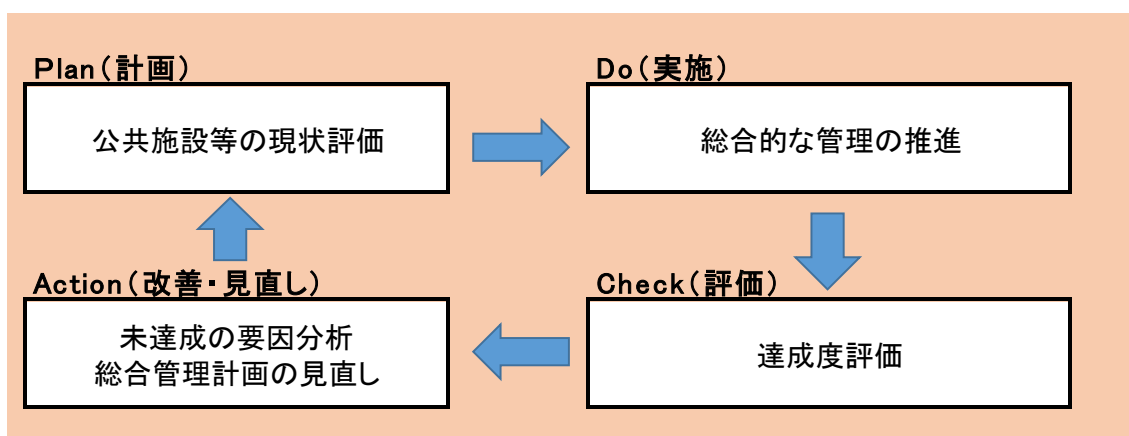 Plan（計画）
公共施設等の現状評価
Do（実施）
総合的な管理の推進
Check（評価）
達成度評価
Action（改善・見直し）
未達成の要因分析
総合管理計画の見直し